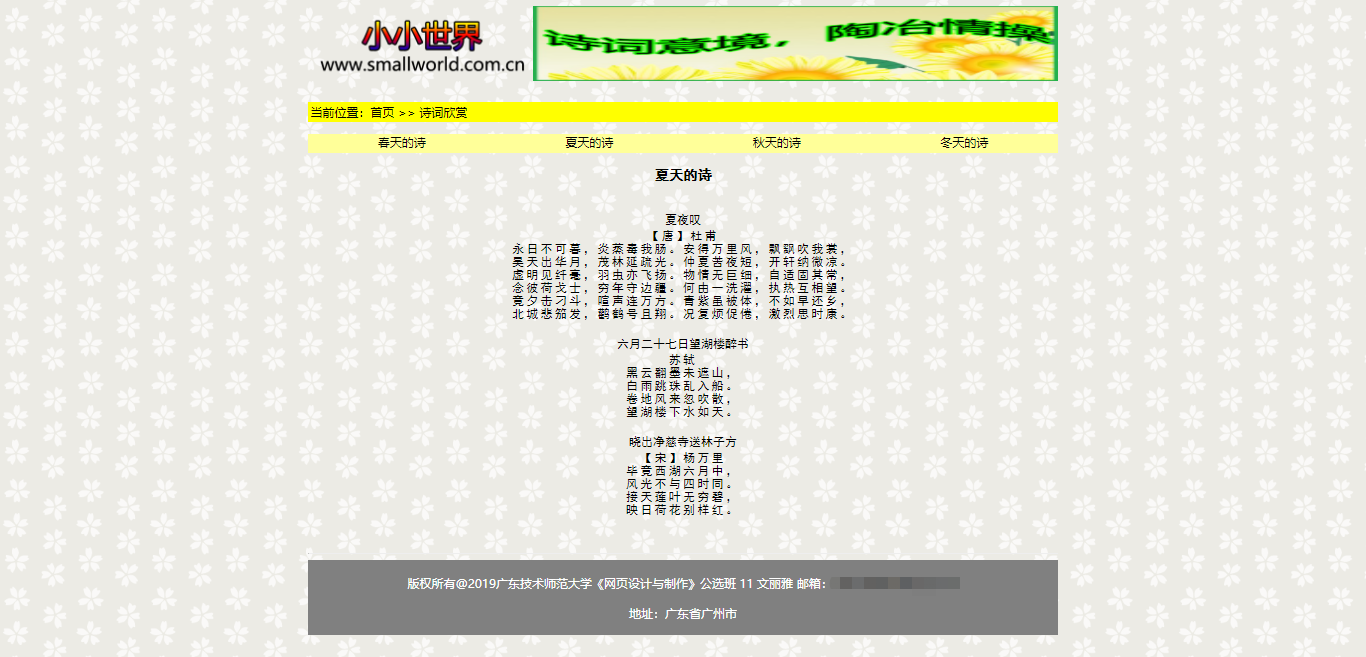 小小世界
www.smallworld.com.cn
诗词意境，陶冶情操
当前位置：首页 >> 诗词欣赏
春天的诗 夏天的诗 秋天的诗 冬天的诗
夏天的诗
夏夜叹
【唐】杜甫
永日不可暮，炎蒸毒我肠。安得万里风，飘飖吹我裳，
昊天出华月，茂林延疏光。仲夏苦夜短，开轩纳微凉。
虚明见纤毫，羽虫亦飞扬。物情无巨细，自适固其常，
念彼荷戈士，穷年守边疆。何由一洗濯，执热互相望。
竟夕击刁斗，喧声连万方。青紫虽被体，不如早还乡，
北城悲笳发，鹳鹤号且翔。况复烦促倦，激烈思时康。
六月二十七日望湖楼醉书
苏轼
黑云翻墨未遮山，
白雨跳珠乱入船。
卷地风来忽吹散，
望湖楼下水如天。
晓出净慈寺送林子方
【宋】杨万里
毕竟西湖六月中，
风光不与四时同。
接天莲叶无穷碧，
映日荷花别样红。
版权所有@2019广东技术师范大学《网页设计与制作》公选班 11 文丽雅 邮箱：
地址：广东省广州市